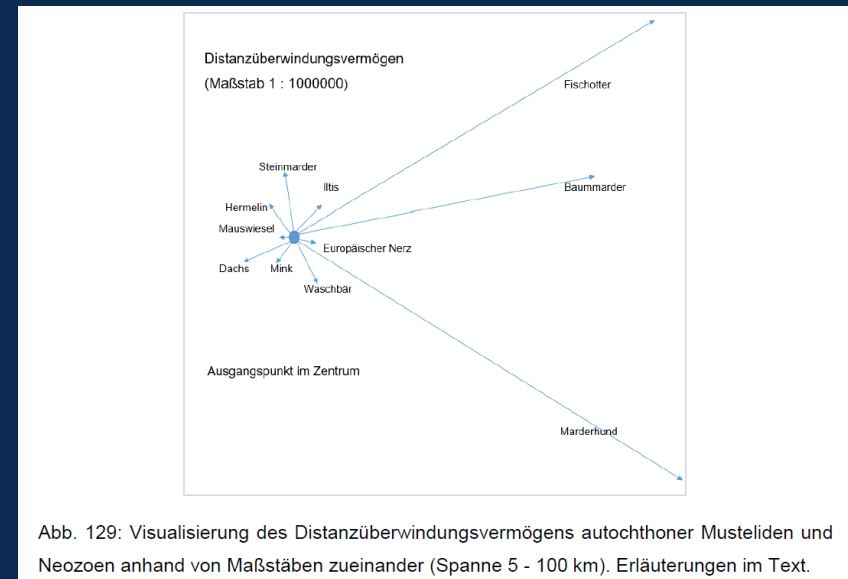 Distanzüberwindungsvermögen
(Maßstab 1 : 1000000)
Fischotter
Steinmarder
Iltis
Baummarder
Hermelin
Mauswiesel
Europäischer Nerz
Dachs
Mink
Waschbär
Ausgangspunkt im Zentrum
Marderhund
Abb. 129: Visualisierung des Distanzüberwindungsvermögens autochthoner Musteliden und
Neozoen anhand von Maßstäben zueinander (Spanne 5 - 100 km). Erläuterungen im Text.